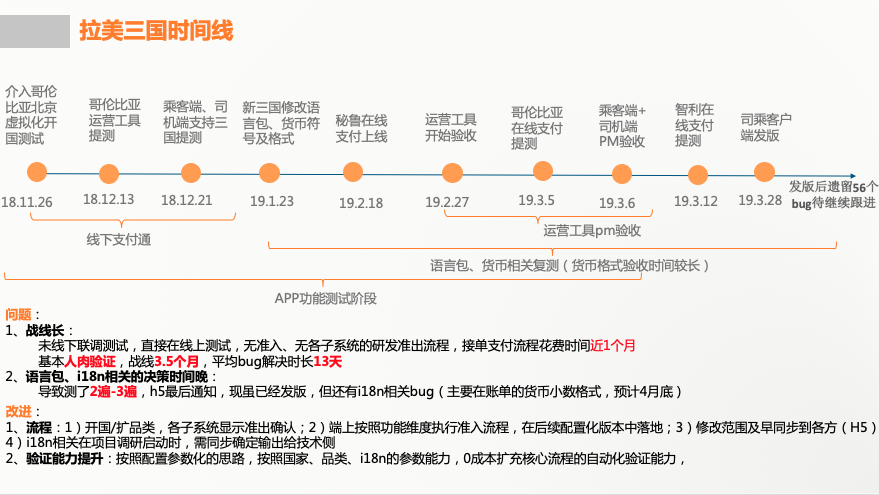 拉美三国时间线
介入哥伦
比亚北京
虚拟化开
国测试
哥伦比亚
运营工具
提测
乘客端、司
机端支持三
国提测
新三国修改语
言包、货币符
号及格式
秘鲁在线
支付上线
运营工具
开始验收
哥伦比亚
在线支付
提测
乘客端+
司机端
PM验收
智利在
线支付
提测
司乘客户
端发版
18.11.26
18.12.13
18.12.21
19.1.23
19.2.18
19.2.27
19.3.5
19.3.6
19.3.12
19.3.28
发版后遗留56个
bug待继续跟进
线下支付通
运营工具pm验收
语言包、货币相关复测（货币格式验收时间较长）
APP功能测试阶段
问题：
1、战线长：
未线下联调测试，直接在线上测试，无准入、无各子系统的研发准出流程，接单支付流程花费时间近1个月
基本人肉验证，战线3.5个月，平均bug解决时长13天
2、语言包、i18n相关的决策时间晚：
导致测了2遍-3遍，h5最后通知，现虽已经发版，但还有i18n相关bug（主要在账单的货币小数格式，预计4月底）
改进：
1、流程：1）开国/扩品类，各子系统显示准出确认；2）端上按照功能维度执行准入流程，在后续配置化版本中落地；3）修改范围及早同步到各方（H5）
4）i18n相关在项目调研启动时，需同步确定输出给技术侧
2、验证能力提升：按照配置参数化的思路，按照国家、品类、i18n的参数能力，0成本扩充核心流程的自动化验证能力，